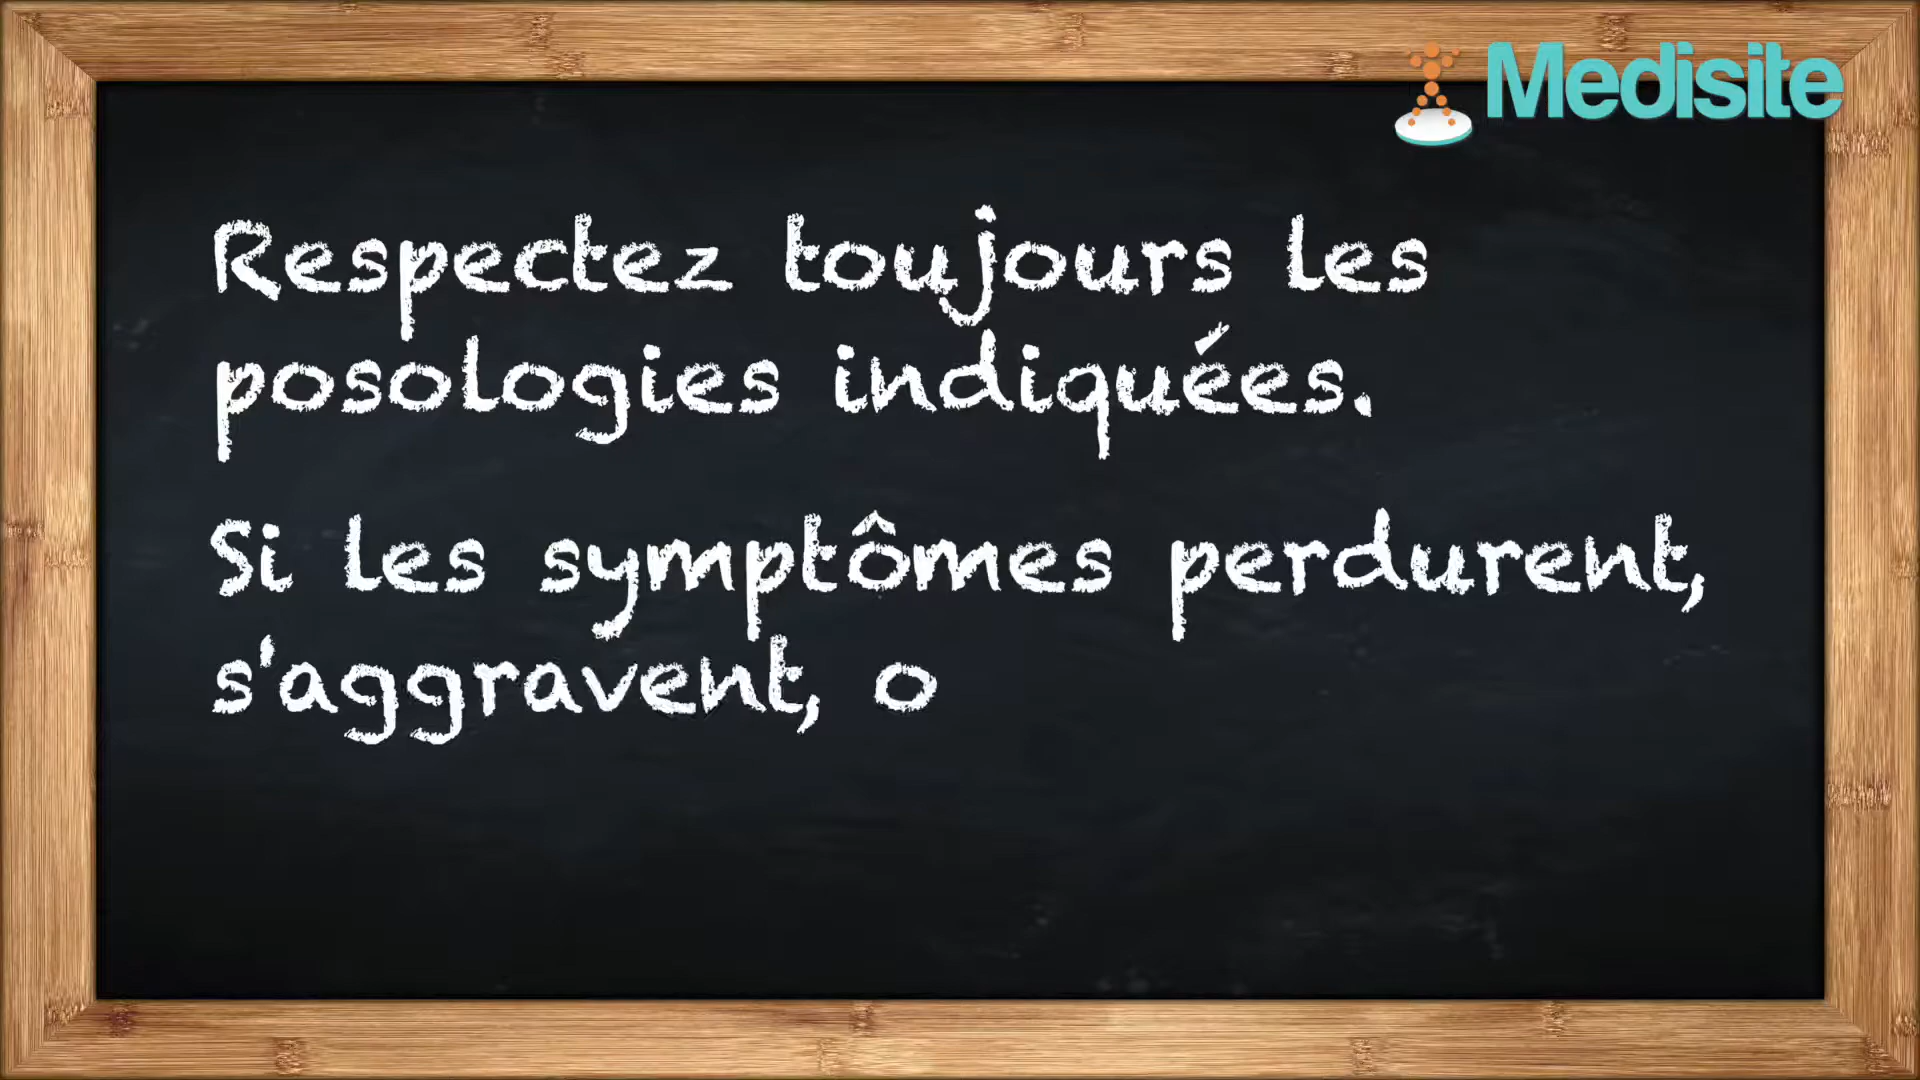 Medisite
Respectez toujours les
posologies indiquées.
Si les symptômes perdurent,
s'aggravent, o